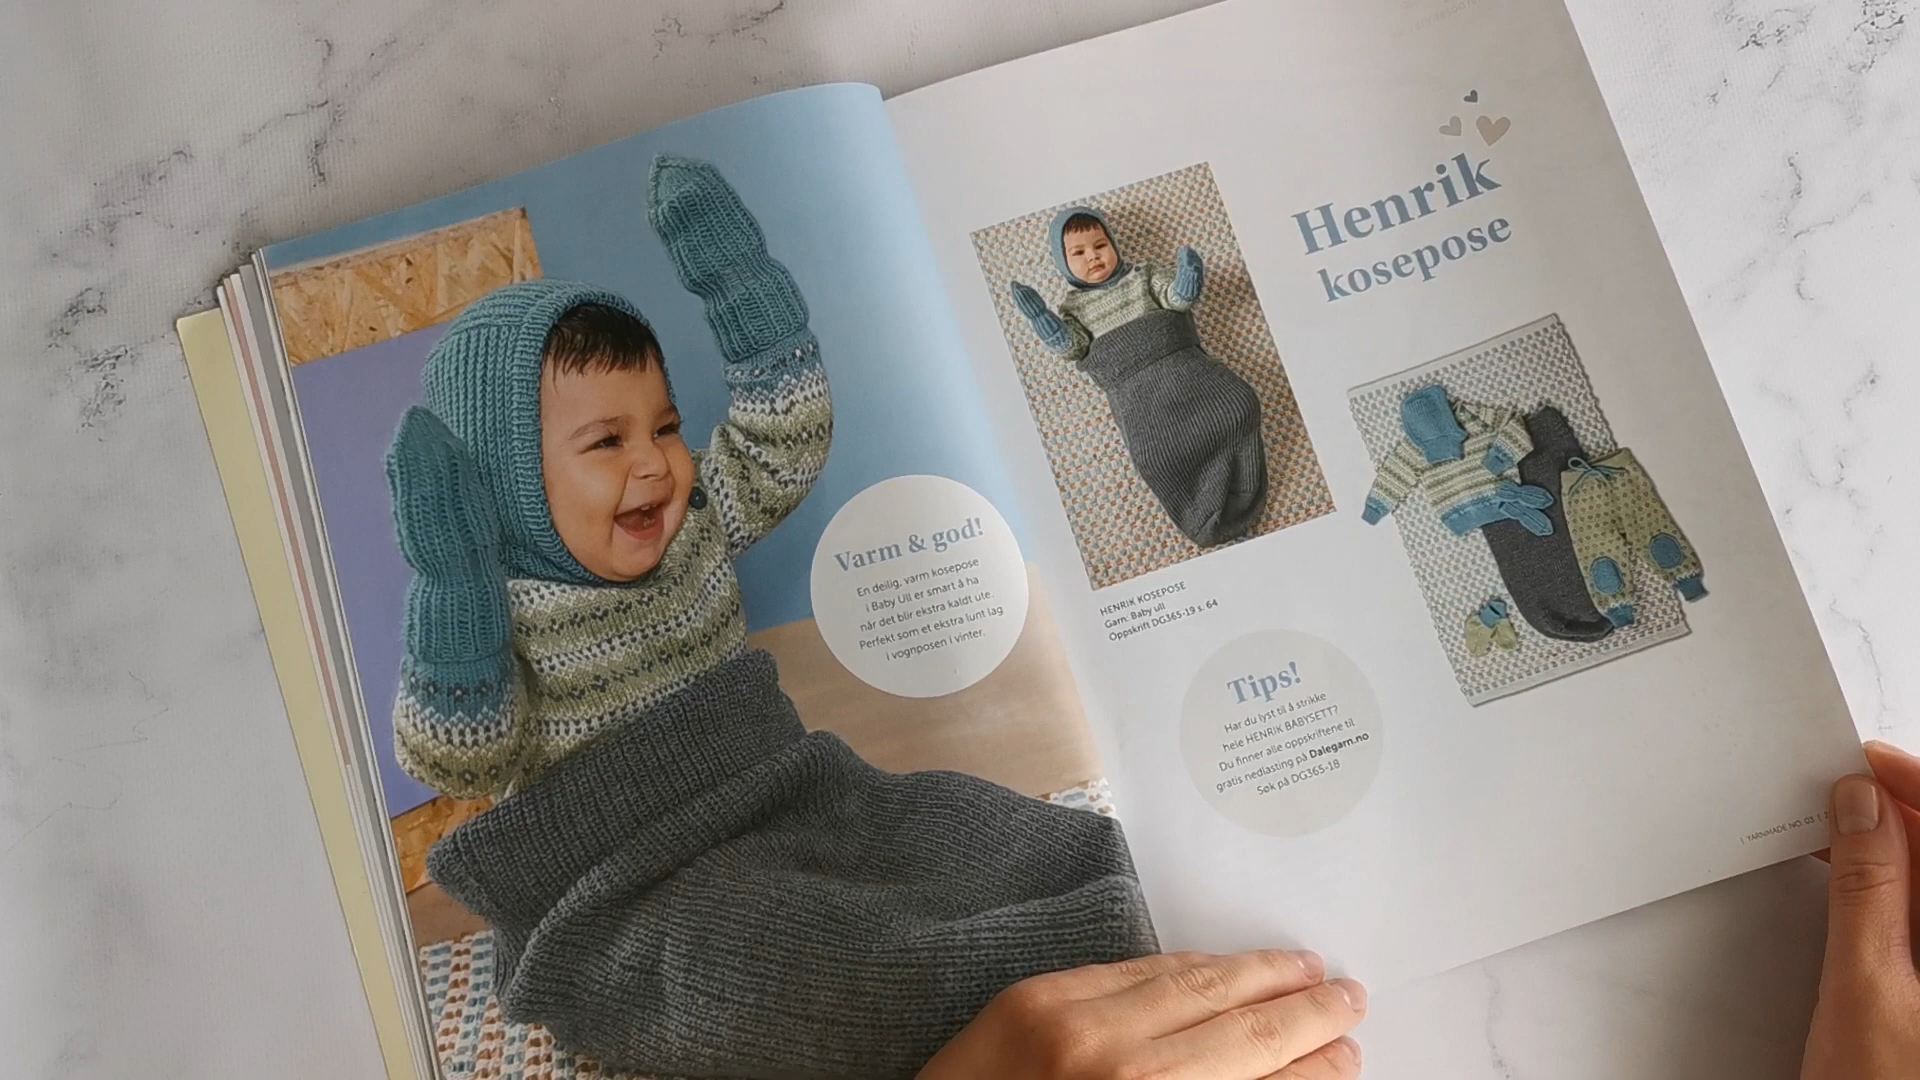 Varm & god!
En deilig, varm kosepose
i Baby Ull er smart å ha
når det blir ekstra kaldt ute.
Perfekt som et ekstra lunt lag
i vognposen i vinter.
Henrik
kosepose
HENRIK KOSEPOSE
Garn: Baby ull
Oppskrift DG365-19 s. 64
Tips!
Har du lyst til å strikke
hele HENRIK BABYSETT?
Du finner alle oppskriftene til
gratis nedlasting på Dalegarn.no
Søk på DG365-18
| YARNMADE NO. 03 |